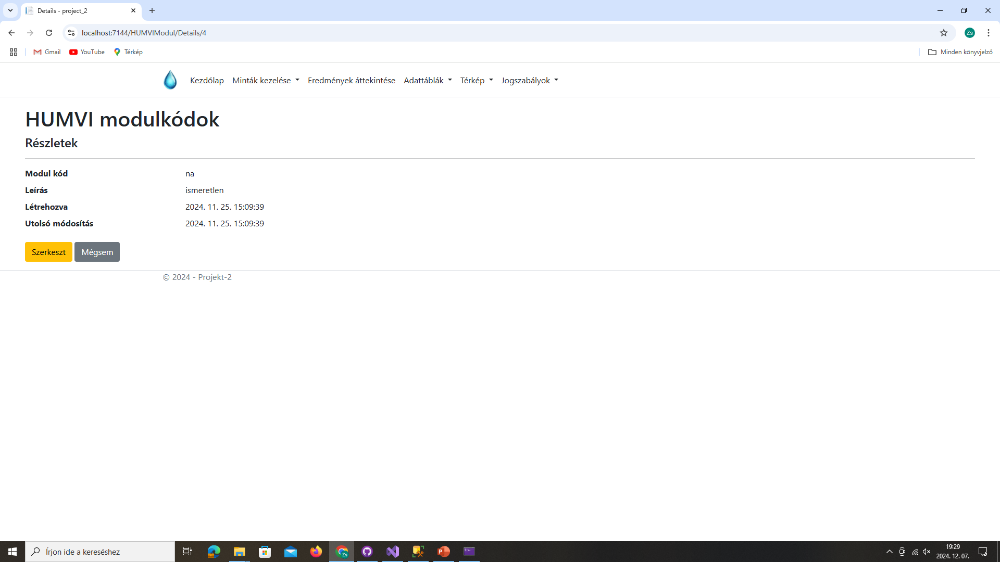 Details - project_2
localhost:7144/HUMVIModul/Details/4
Zs
Gmail YouTube Térkép Minden könyvjelző
Kezdőlap Minták kezelése Eredmények áttekintése Adattáblák Térkép Jogszabályok
HUMVI modulkódok
Részletek
Modul kód na
Leírás ismeretlen
Létrehozva 2024. 11. 25. 15:09:39
Utolsó módosítás 2024. 11. 25. 15:09:39
Szerkeszt Mégsem
© 2024 - Projekt-2
Írjon ide a kereséshez
Zs
19:29
2024. 12. 07.